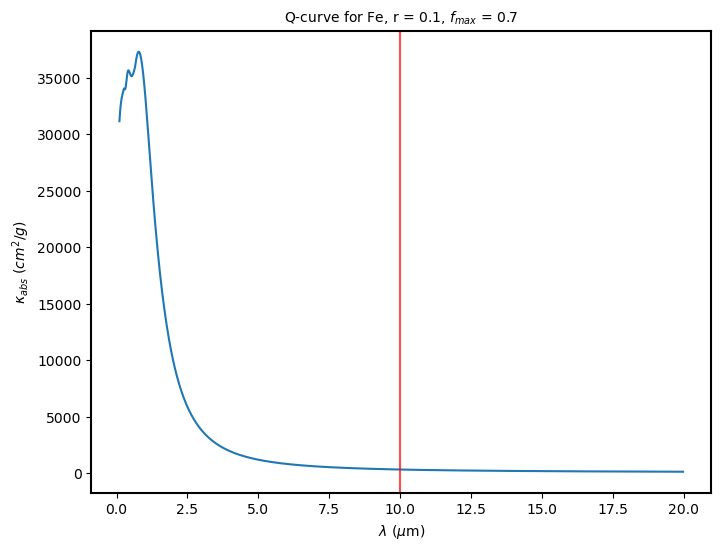 Q-curve for Fe, r = 0.1, f_max = 0.7
κ_abs (cm²/g)
35000
30000
25000
20000
15000
10000
5000
0
0.0 2.5 5.0 7.5 10.0 12.5 15.0 17.5 20.0
λ (μm)